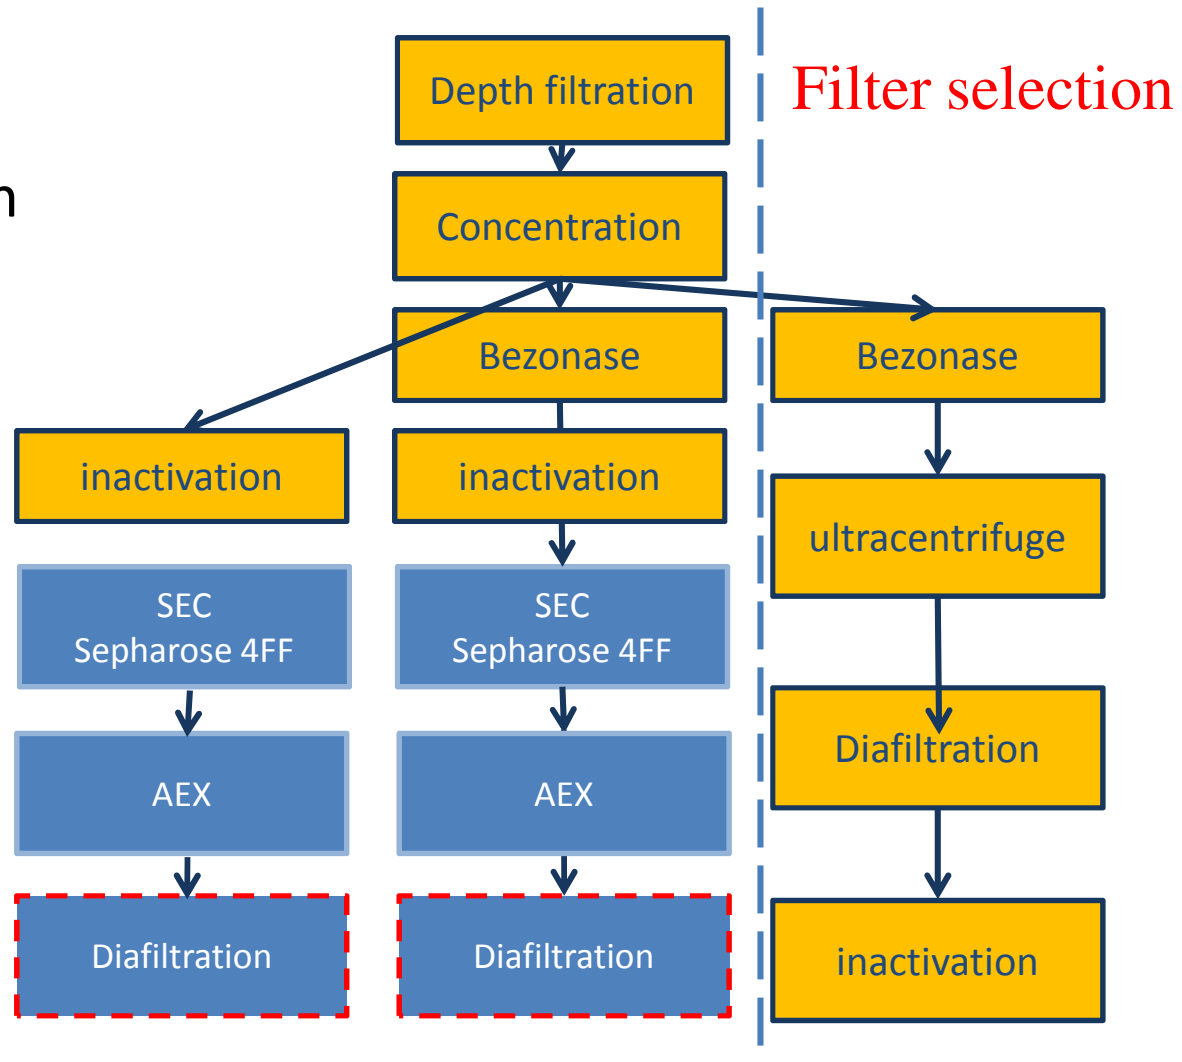 Depth filtration
Filter selection
n
Concentration
Bezonase
Bezonase
inactivation
inactivation
ultracentrifuge
SEC
Sepharose 4FF
SEC
Sepharose 4FF
Diafiltration
AEX
AEX
Diafiltration
Diafiltration
inactivation